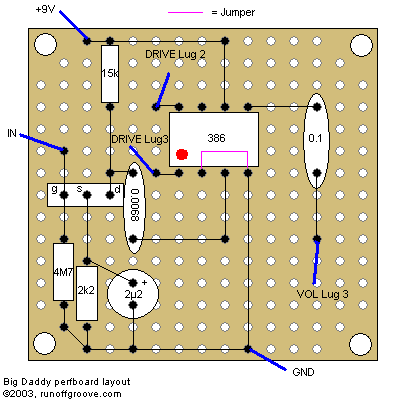 +9V
= Jumper
DRIVE Lug 2
15k
IN
DRIVE Lug3
386
0.1
g s d
0.0068
4M7
2k2
+
2µ2
VOL Lug 3
GND
Big Daddy perfboard layout
©2003, runoffgroove.com